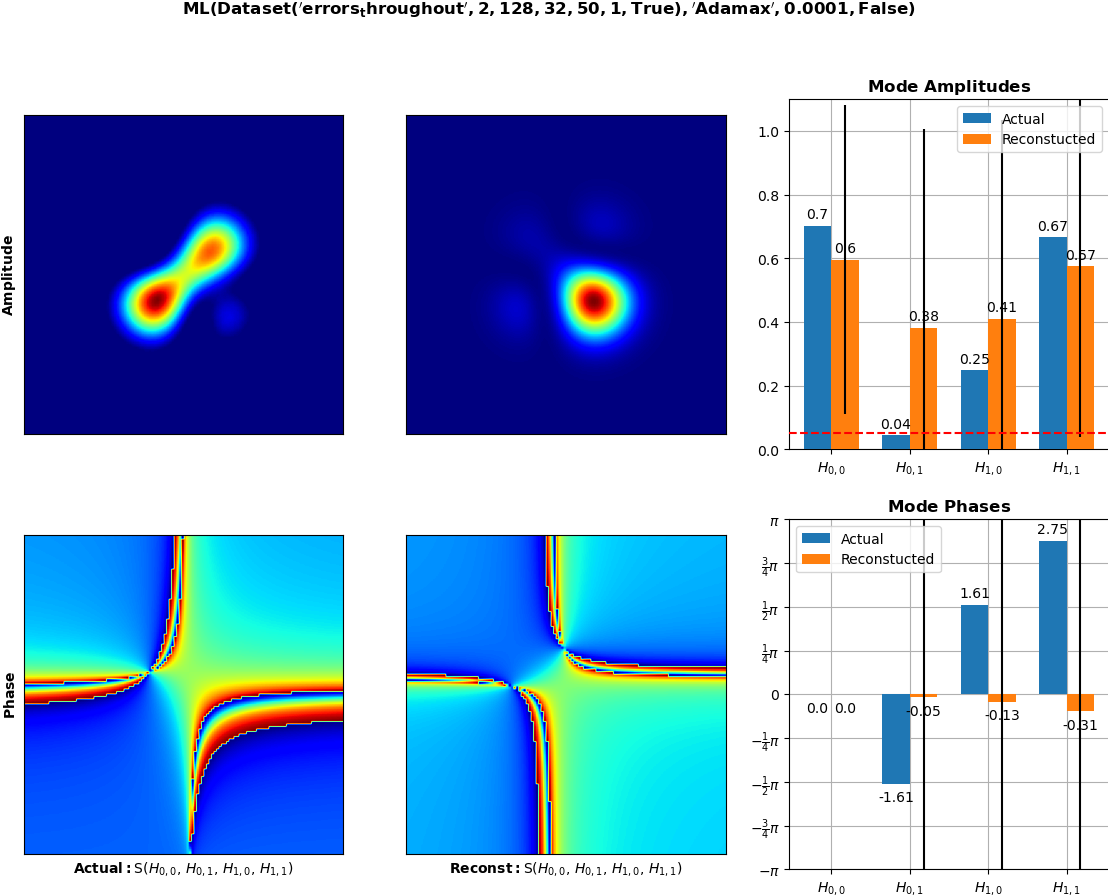 ML(Dataset('errors_throughout', 2, 128, 32, 50, 1, True), 'Adamax', 0.0001, False)
Mode Amplitudes
Amplitude
Actual
Reconstucted
1.0
0.8
0.6
0.4
0.2
0.0
0.7
0.6
0.04
0.38
0.25
0.41
0.67
0.57
H0,0
H0,1
H1,0
H1,1
Mode Phases
Phase
Actual
Reconstucted
π
3/4π
1/2π
1/4π
0
−1/4π
−1/2π
−3/4π
−π
0.0
0.0
-1.61
-0.05
1.61
-0.13
2.75
-0.31
H0,0
H0,1
H1,0
H1,1
Actual: S(H0,0, H0,1, H1,0, H1,1)
Reconst: S(H0,0, H0,1, H1,0, H1,1)